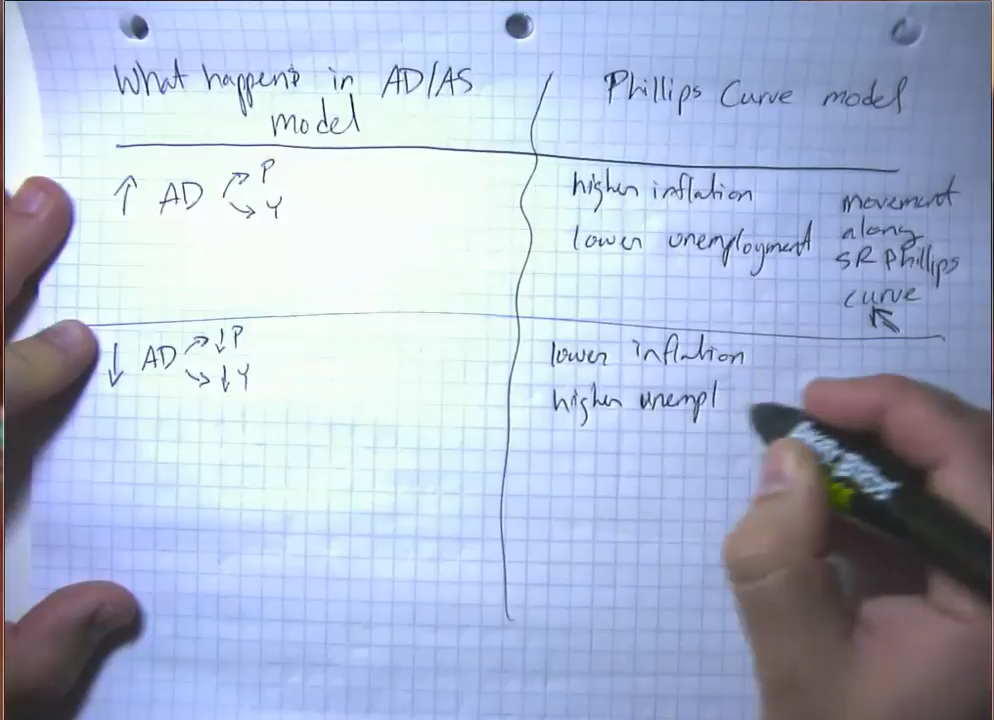 What happens in AD/AS
model
Phillips Curve model
↑ AD ↗ P
↘ Y
higher inflation
lower unemployment
movement
along
SR Phillips
curve
↖
↓ AD ↗ ↓P
↘ ↓ Y
lower inflation
higher unempl